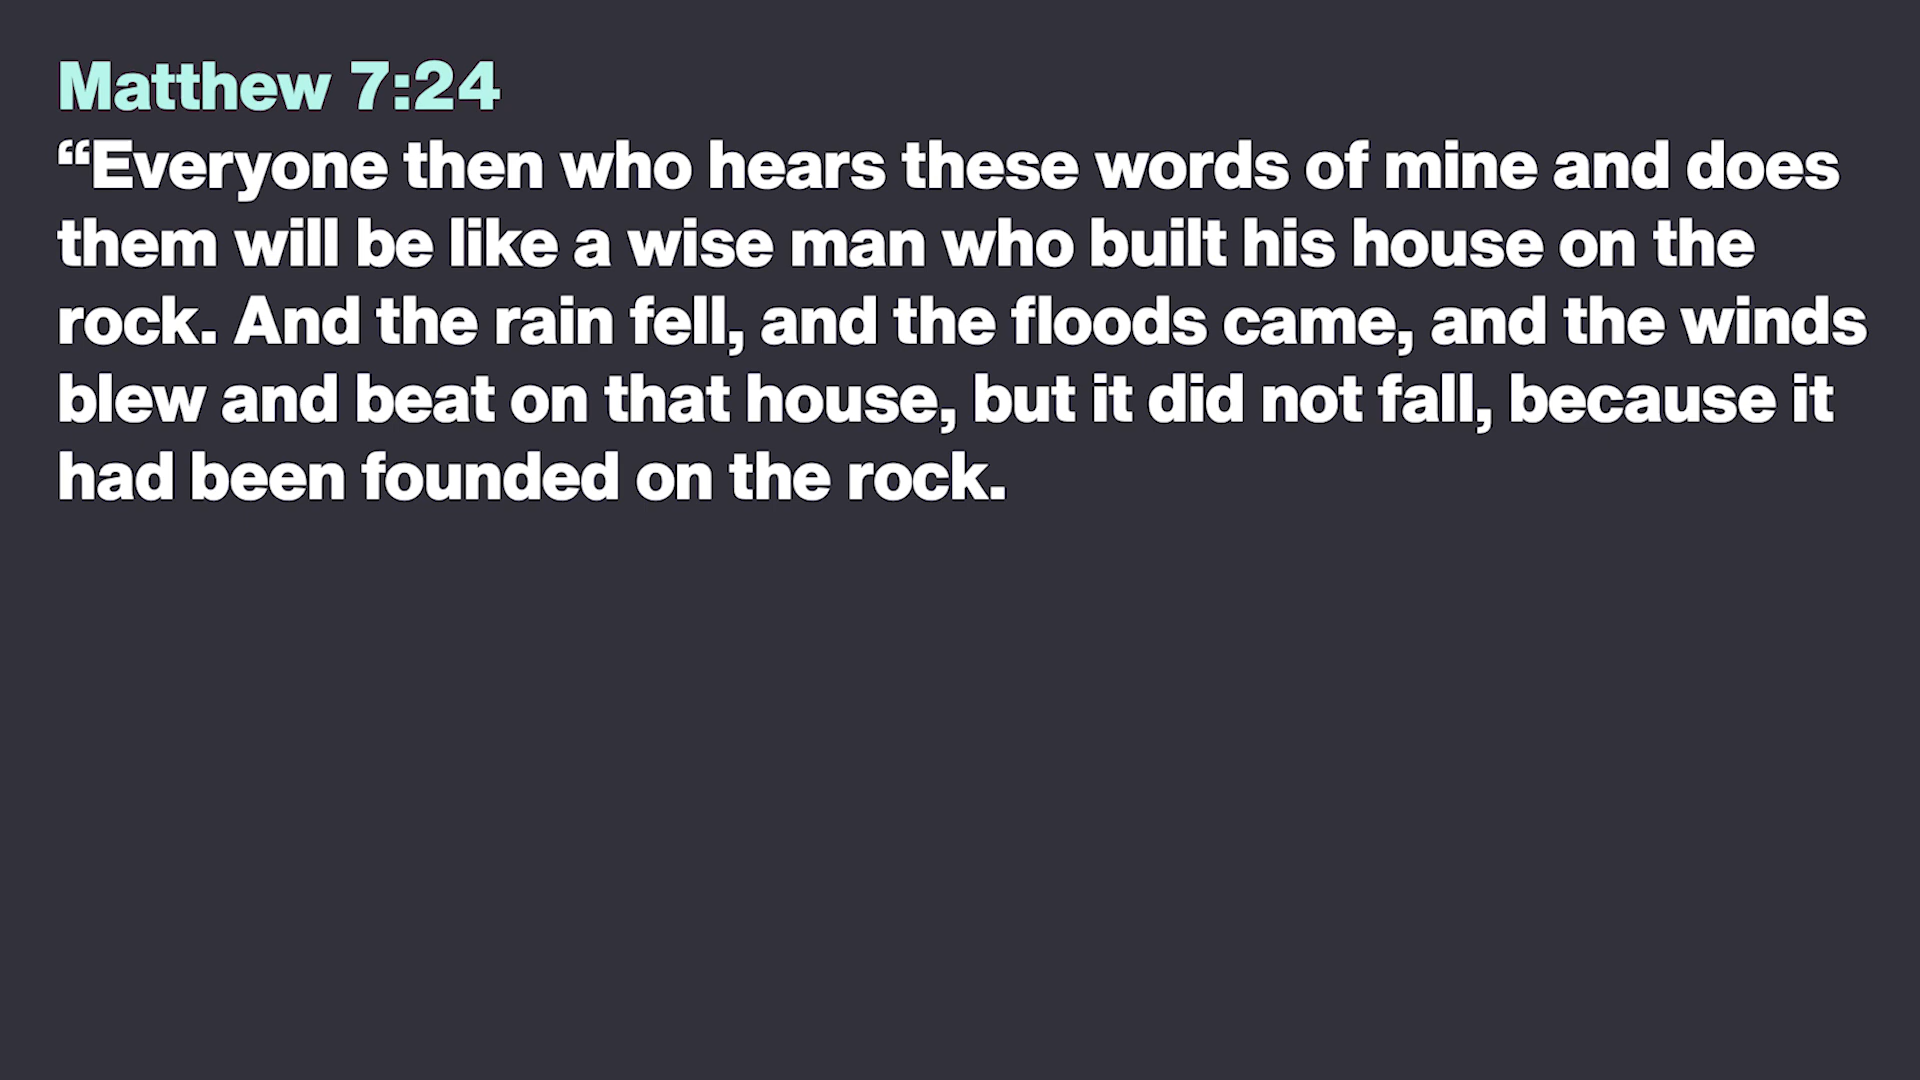 Matthew 7:24
“Everyone then who hears these words of mine and does
them will be like a wise man who built his house on the
rock. And the rain fell, and the floods came, and the winds
blew and beat on that house, but it did not fall, because it
had been founded on the rock.